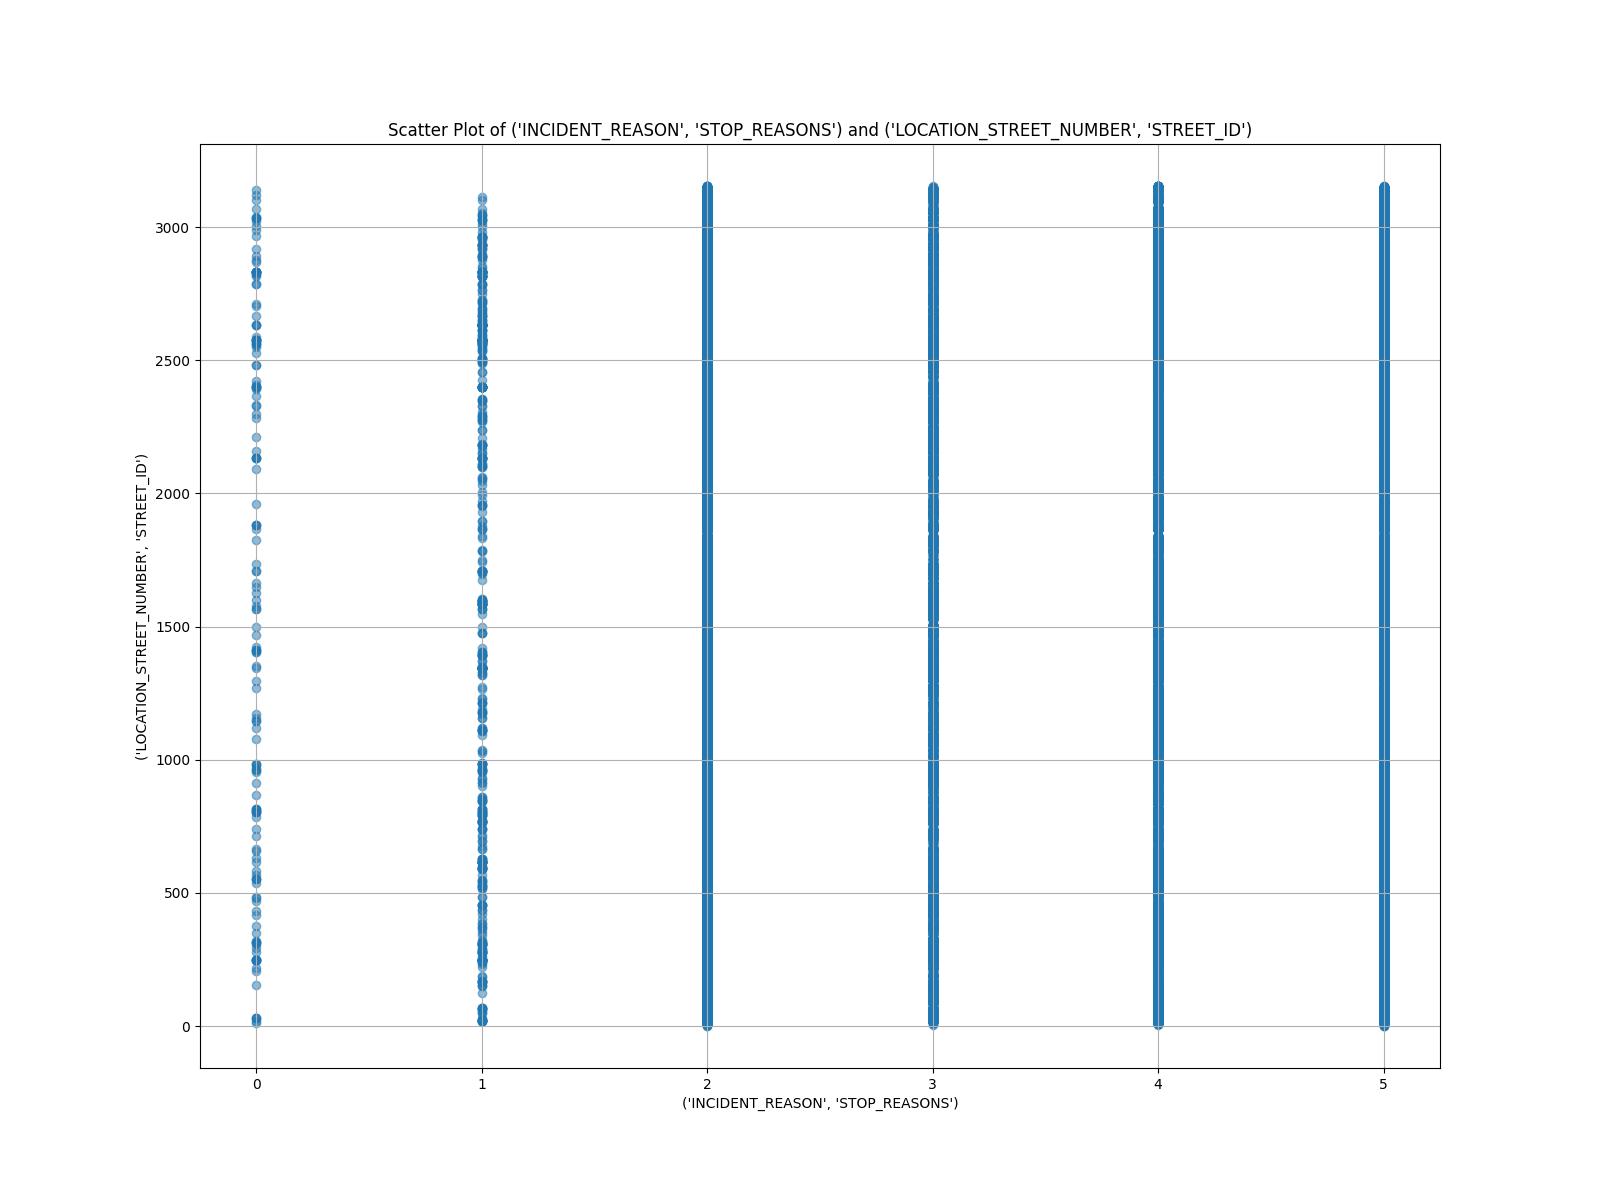 Scatter Plot of ('INCIDENT_REASON', 'STOP_REASONS') and ('LOCATION_STREET_NUMBER', 'STREET_ID')
('LOCATION_STREET_NUMBER', 'STREET_ID')
3000
2500
2000
1500
1000
500
0
0 1 2 3 4 5
('INCIDENT_REASON', 'STOP_REASONS')